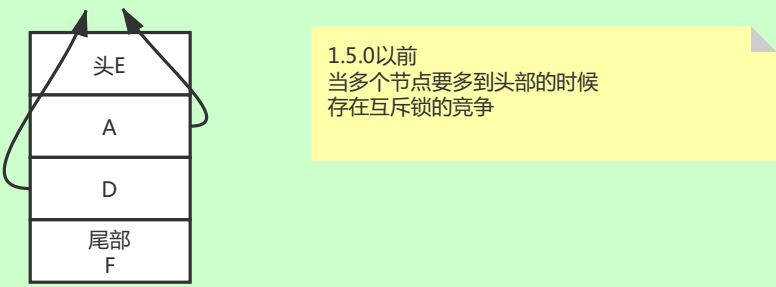 头E
A
D
尾部
F
1.5.0以前
当多个节点要多到头部的时候
存在互斥锁的竞争